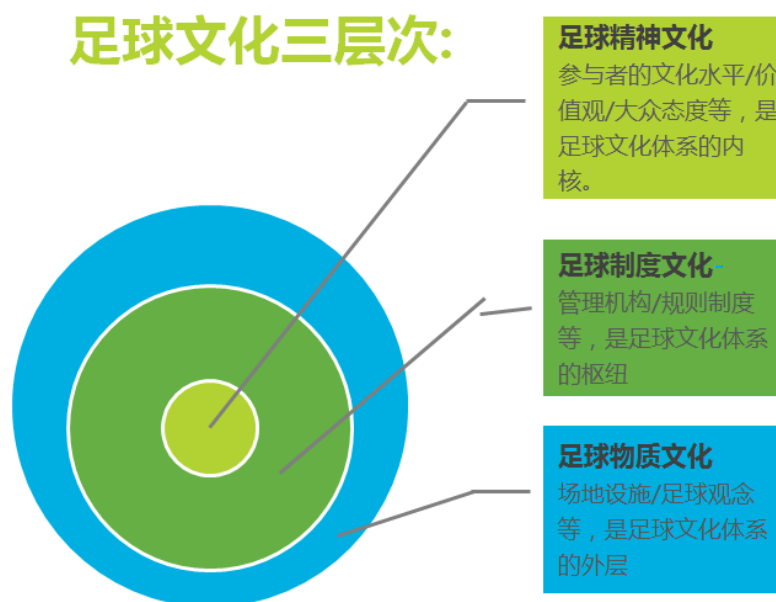 足球文化三层次:
足球精神文化
参与者的文化水平/价
值观/大众态度等，是
足球文化体系的内
核。
足球制度文化-
管理机构/规则制度
等，是足球文化体系
的枢纽
足球物质文化
场地设施/足球观念
等，是足球文化体系
的外层